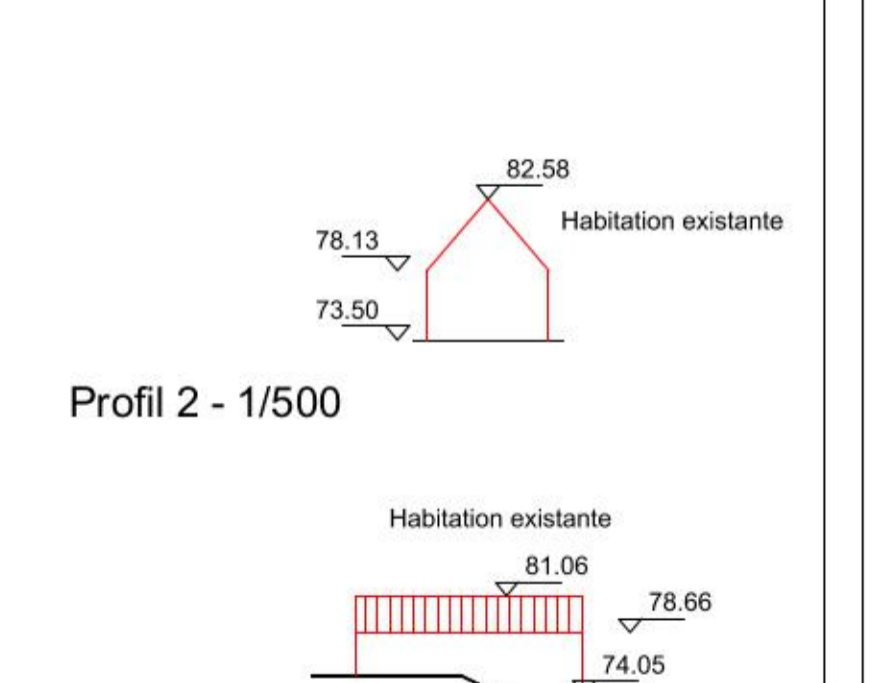 82.58
Habitation existante
78.13
73.50
Profil 2 - 1/500
Habitation existante
81.06
78.66
74.05